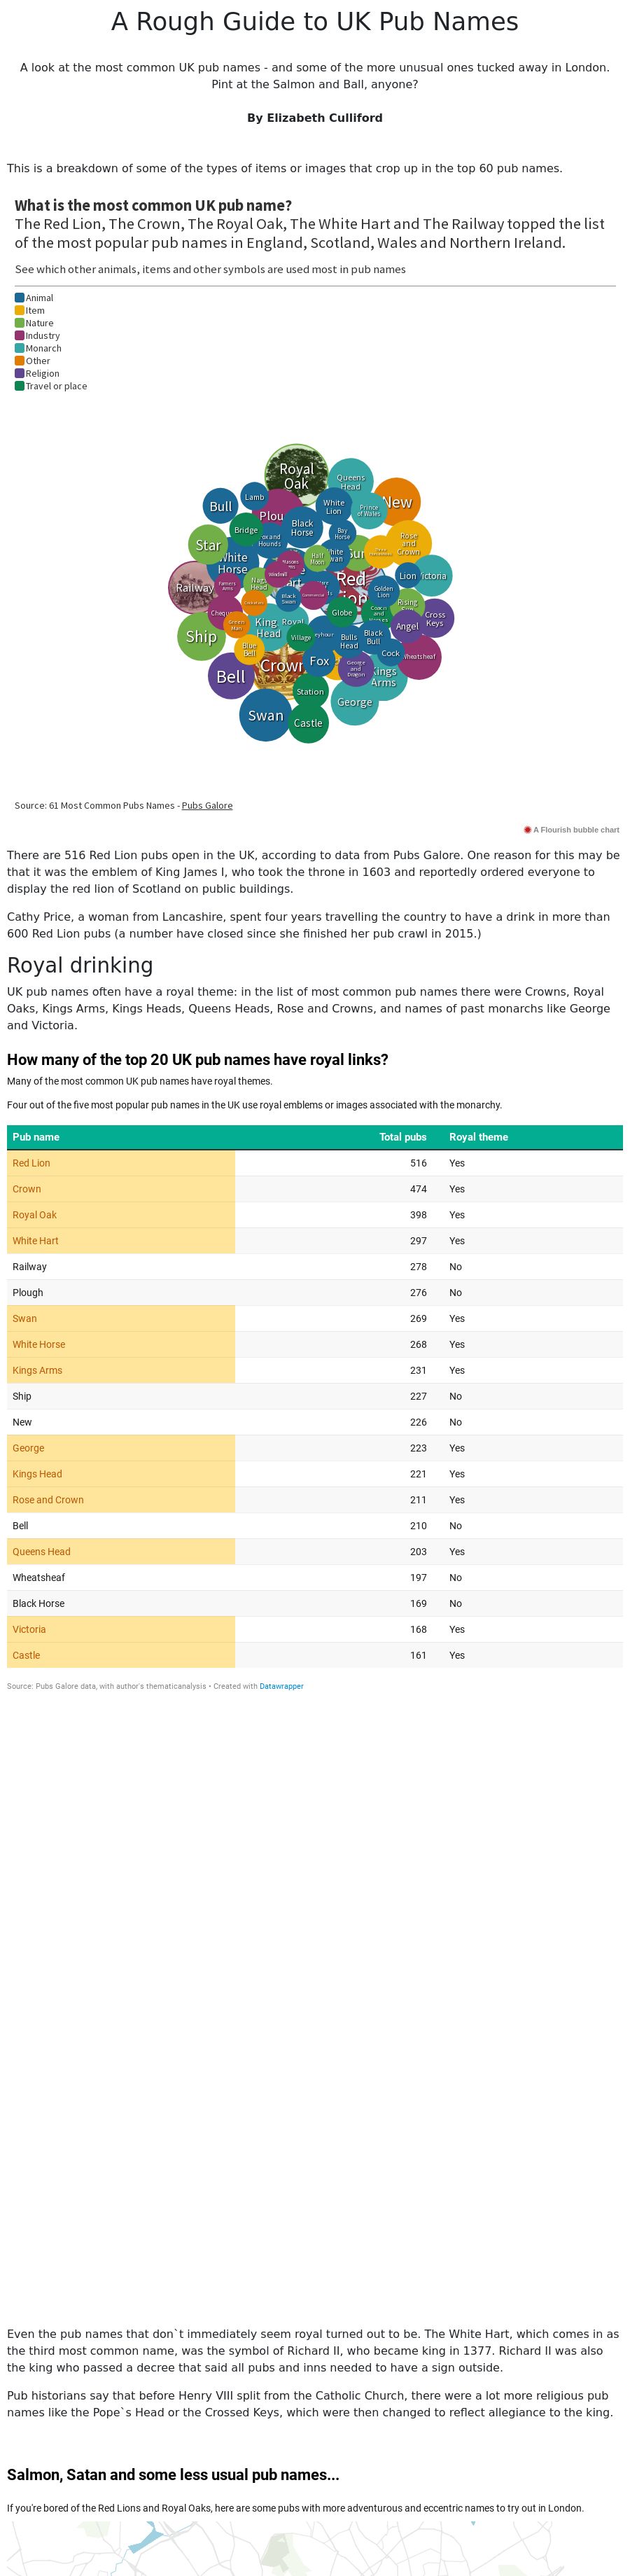 A Rough Guide to UK Pub Names
A look at the most common UK pub names - and some of the more unusual ones tucked away in London.
Pint at the Salmon and Ball, anyone?
By Elizabeth Culliford
This is a breakdown of some of the types of items or images that crop up in the top 60 pub names.
What is the most common UK pub name?
The Red Lion, The Crown, The Royal Oak, The White Hart and The Railway topped the list
of the most popular pub names in England, Scotland, Wales and Northern Ireland.
See which other animals, items and other symbols are used most in pub names
Animal
Item
Nature
Industry
Monarch
Other
Religion
Travel or place
Royal
Oak
Queens
Head
Lamb
Bull
Plou
White
Lion
Prince
of Wales
New
Black
Horse
Bridge
Bay
Horse
Star
Rose
and
Crown
White
Horse
Half
Moon
Railway
Red
Lion
Golden
Lion
Black
Swan
Globe
Rising
Angel
Cross
Keys
Green
Man
King
Head
Royal
Village
Ship
Blue
Bell
Bulls
Head
Black
Bull
Cock
Wheatsheaf
Bell
Crown
Fox
George
and
Dragon
Kings
Arms
Station
George
Swan
Castle
Source: 61 Most Common Pubs Names - Pubs Galore
A Flourish bubble chart
There are 516 Red Lion pubs open in the UK, according to data from Pubs Galore. One reason for this may be
that it was the emblem of King James I, who took the throne in 1603 and reportedly ordered everyone to
display the red lion of Scotland on public buildings.
Cathy Price, a woman from Lancashire, spent four years travelling the country to have a drink in more than
600 Red Lion pubs (a number have closed since she finished her pub crawl in 2015.)
Royal drinking
UK pub names often have a royal theme: in the list of most common pub names there were Crowns, Royal
Oaks, Kings Arms, Kings Heads, Queens Heads, Rose and Crowns, and names of past monarchs like George
and Victoria.
How many of the top 20 UK pub names have royal links?
Many of the most common UK pub names have royal themes.
Four out of the five most popular pub names in the UK use royal emblems or images associated with the monarchy.
Pub name Total pubs Royal theme
Red Lion 516 Yes
Crown 474 Yes
Royal Oak 398 Yes
White Hart 297 Yes
Railway 278 No
Plough 276 No
Swan 269 Yes
White Horse 268 Yes
Kings Arms 231 Yes
Ship 227 No
New 226 No
George 223 Yes
Kings Head 221 Yes
Rose and Crown 211 Yes
Bell 210 No
Queens Head 203 Yes
Wheatsheaf 197 No
Black Horse 169 No
Victoria 168 Yes
Castle 161 Yes
Source: Pubs Galore data, with author's thematicanalysis • Created with Datawrapper
Even the pub names that don`t immediately seem royal turned out to be. The White Hart, which comes in as
the third most common name, was the symbol of Richard II, who became king in 1377. Richard II was also
the king who passed a decree that said all pubs and inns needed to have a sign outside.
Pub historians say that before Henry VIII split from the Catholic Church, there were a lot more religious pub
names like the Pope`s Head or the Crossed Keys, which were then changed to reflect allegiance to the king.
Salmon, Satan and some less usual pub names...
If you're bored of the Red Lions and Royal Oaks, here are some pubs with more adventurous and eccentric names to try out in London.